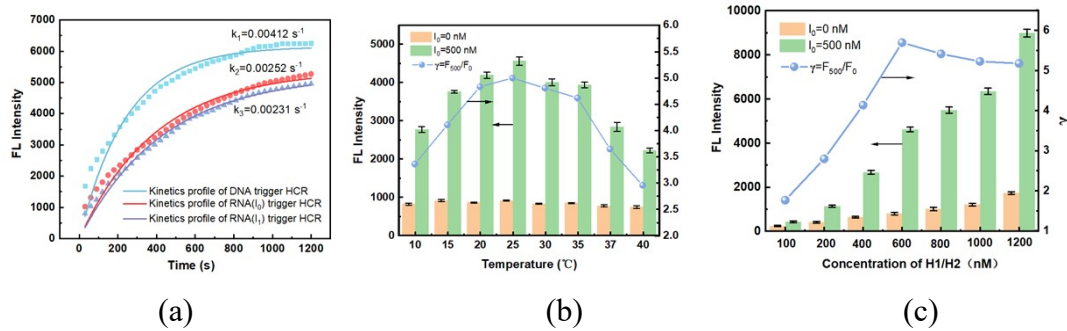 k₁=0.00412 s⁻¹
k₂=0.00252 s⁻¹
k₃=0.00231 s⁻¹
Kinetics profile of DNA trigger HCR
Kinetics profile of RNA(I₀) trigger HCR
Kinetics profile of RNA(I₁) trigger HCR
FL Intensity
7000
6000
5000
4000
3000
2000
1000
0
0 200 400 600 800 1000 1200
Time (s)
(a)
I₀=0 nM
I₀=500 nM
γ=F₅₀₀/F₀
FL Intensity
5000
4000
3000
2000
1000
0
6.0
5.5
5.0
4.5
4.0
3.5
3.0
2.5
2.0
FL Intensity
10 15 20 25 30 35 37 40
Temperature (℃)
(b)
I₀=0 nM
I₀=500 nM
γ=F₅₀₀/F₀
FL Intensity
10000
8000
6000
4000
2000
0
6
5
4
3
2
1
γ
100 200 400 600 800 1000 1200
Concentration of H1/H2（nM）
(c)